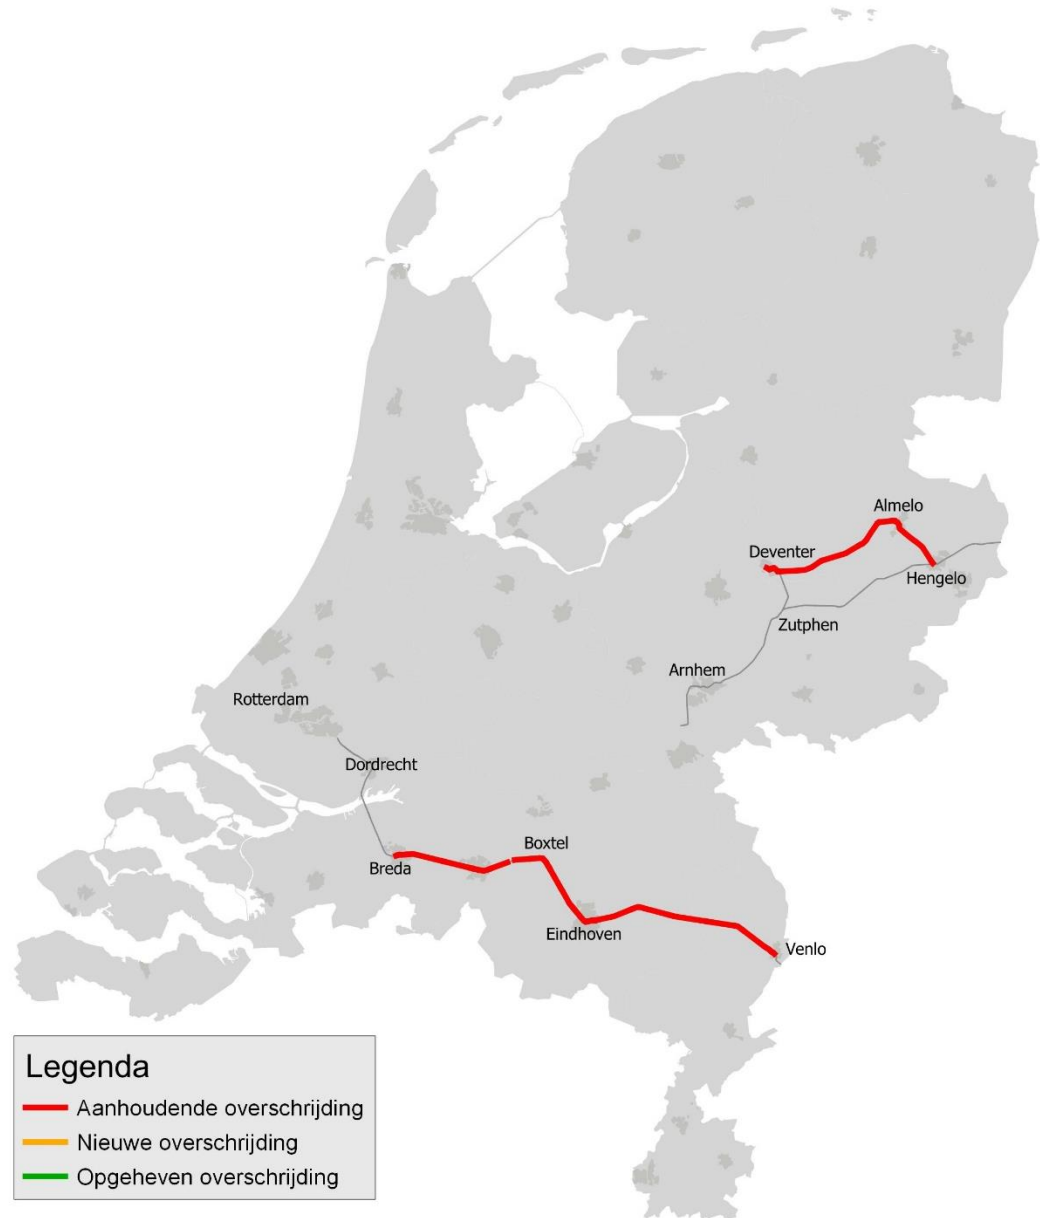 Almelo
Deventer
Hengelo
Zutphen
Arnhem
Rotterdam
Dordrecht
Boxtel
Breda
Eindhoven
Venlo
Legenda
Aanhoudende overschrijding
Nieuwe overschrijding
Opgeheven overschrijding